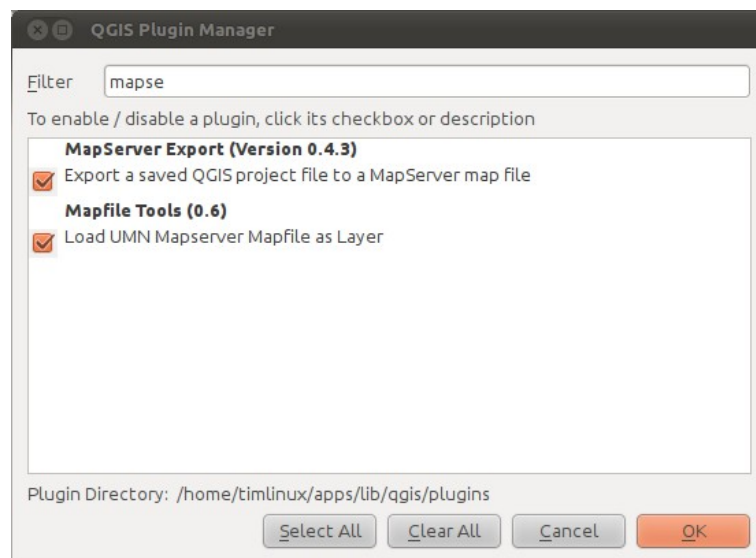 QGIS Plugin Manager
Filter mapse
To enable / disable a plugin, click its checkbox or description
MapServer Export (Version 0.4.3)
Export a saved QGIS project file to a MapServer map file
Mapfile Tools (0.6)
Load UMN Mapserver Mapfile as Layer
Plugin Directory: /home/timlinux/apps/lib/qgis/plugins
Select All Clear All Cancel OK